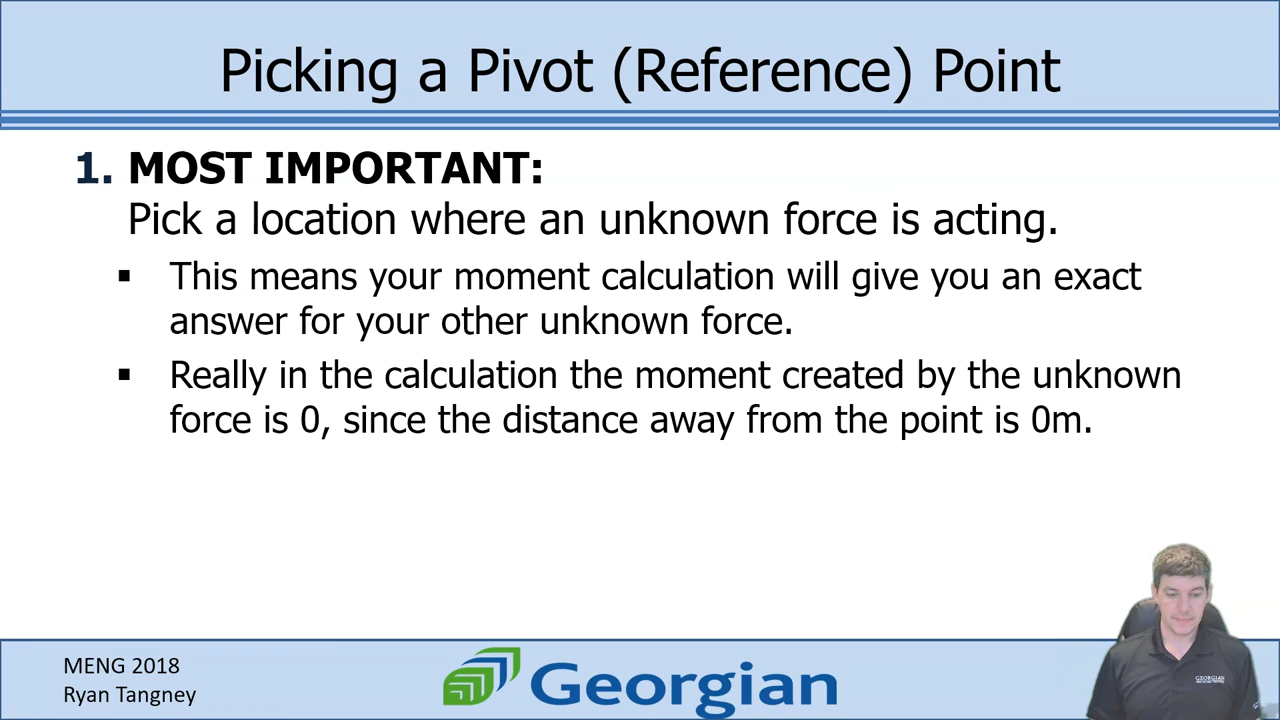 Picking a Pivot (Reference) Point
1. MOST IMPORTANT:
Pick a location where an unknown force is acting.
▪ This means your moment calculation will give you an exact
answer for your other unknown force.
▪ Really in the calculation the moment created by the unknown
force is 0, since the distance away from the point is 0m.
MENG 2018
Ryan Tangney
Georgian
GEORGIAN